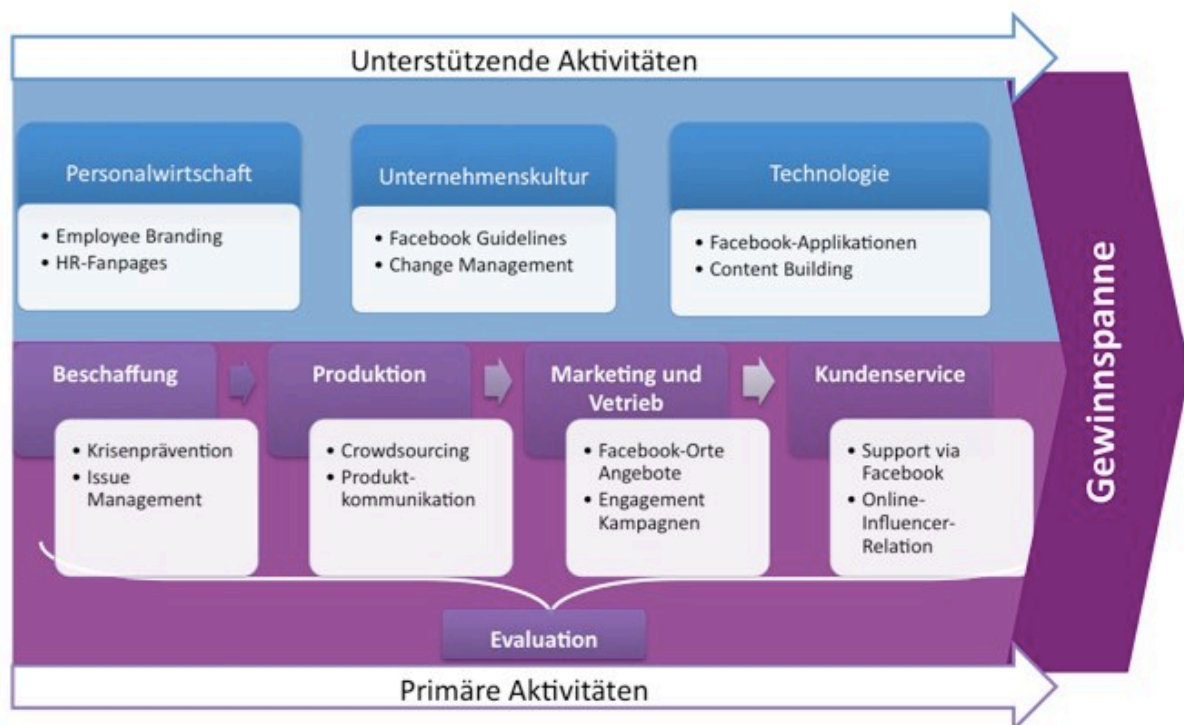 Unterstützende Aktivitäten
Personalwirtschaft
• Employee Branding
• HR-Fanpages
Unternehmenskultur
• Facebook Guidelines
• Change Management
Technologie
• Facebook-Applikationen
• Content Building
Beschaffung
• Krisenprävention
• Issue
Management
Produktion
• Crowdsourcing
• Produkt-
kommunikation
Marketing und
Vetrieb
• Facebook-Orte
Angebote
• Engagement
Kampagnen
Kundenservice
• Support via
Facebook
• Online-
Influencer-
Relation
Gewinnspanne
Evaluation
Primäre Aktivitäten